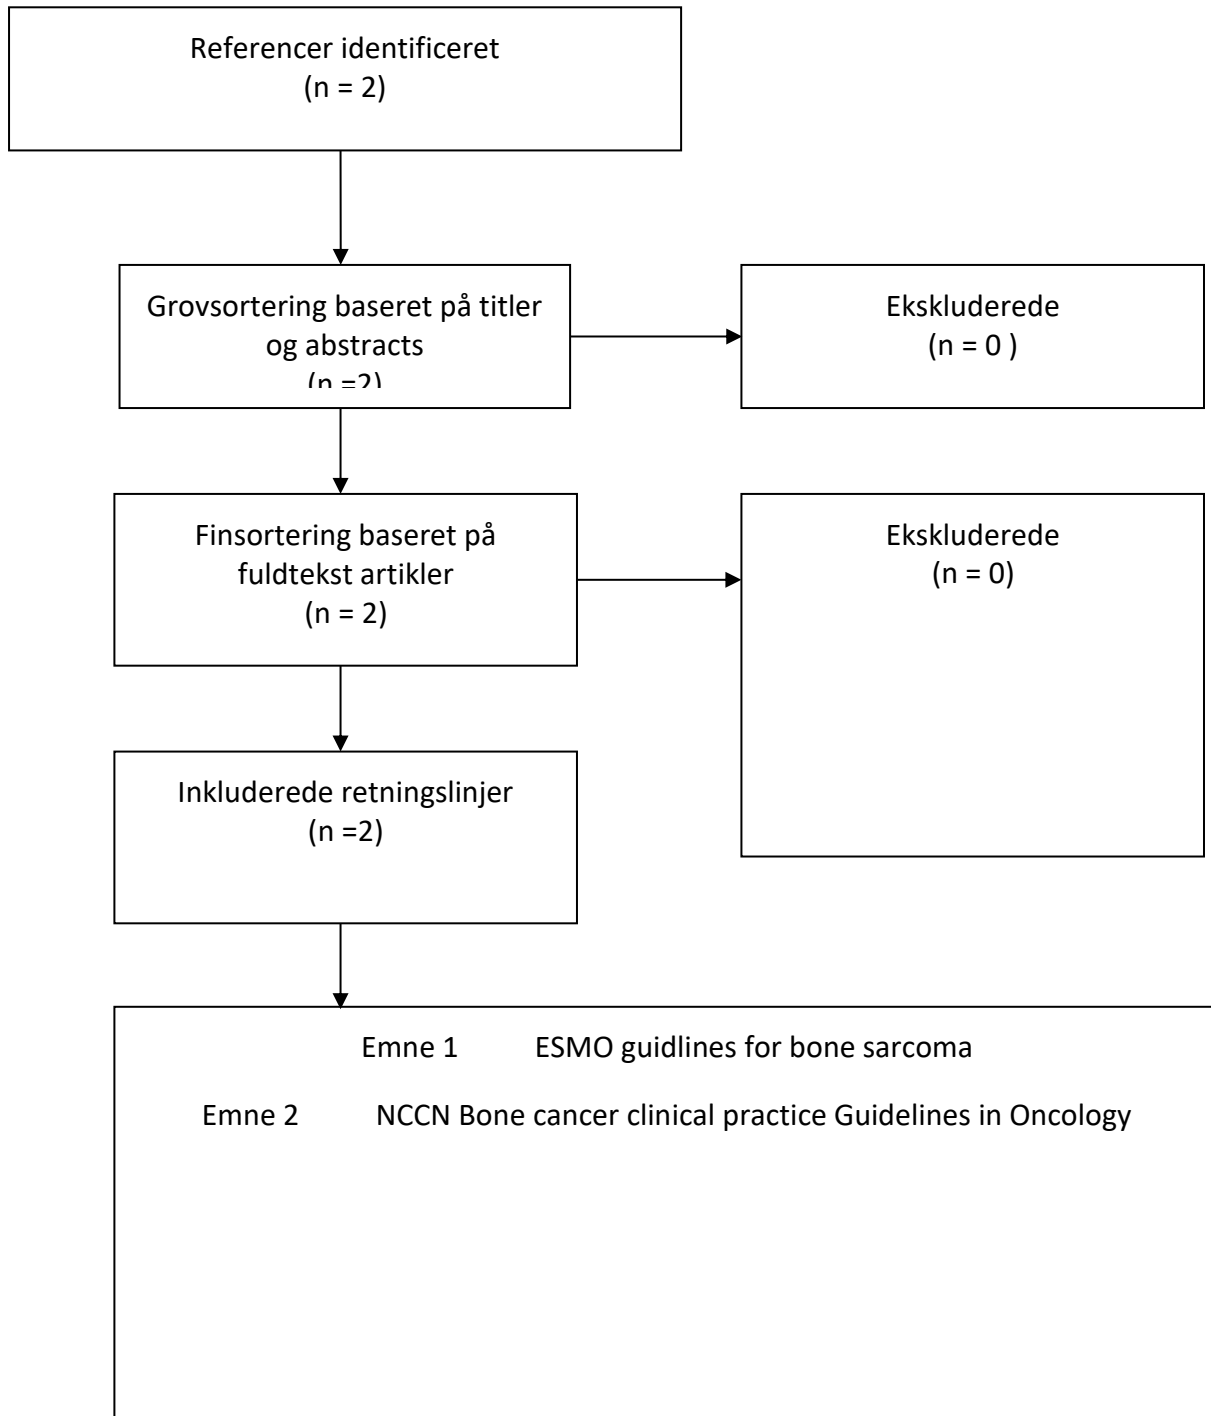 Referencer identificeret
(n = 2)
Grovsortering baseret på titler
og abstracts
(n =2)
Ekskluderede
(n = 0 )
Finsortering baseret på
fuldtekst artikler
(n = 2)
Ekskluderede
(n = 0)
Inkluderede retningslinjer
(n =2)
Emne 1 ESMO guidlines for bone sarcoma
Emne 2 NCCN Bone cancer clinical practice Guidelines in Oncology